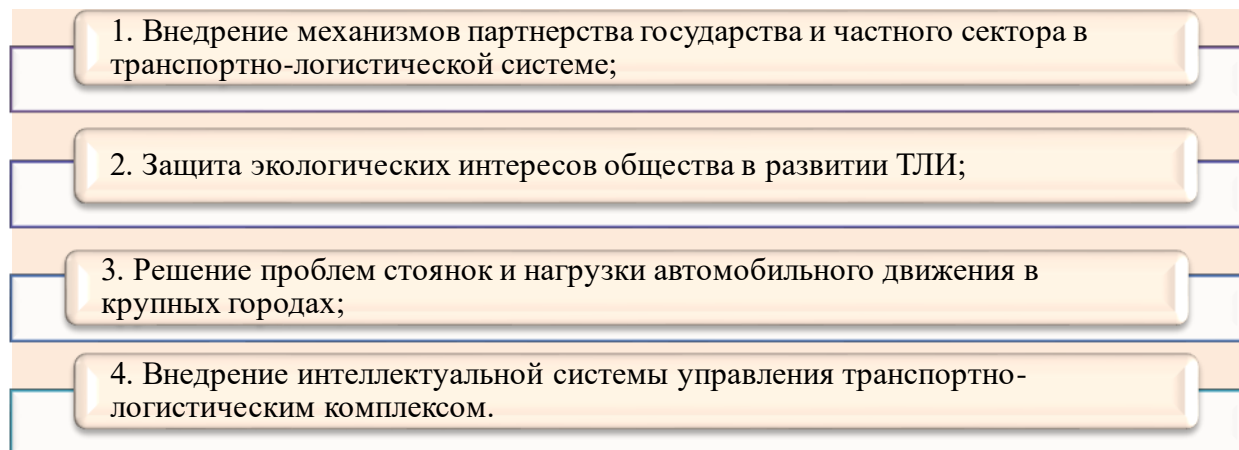 1. Внедрение механизмов партнерства государства и частного сектора в
транспортно-логистической системе;
2. Защита экологических интересов общества в развитии ТЛИ;
3. Решение проблем стоянок и нагрузки автомобильного движения в
крупных городах;
4. Внедрение интеллектуальной системы управления транспортно-
логистическим комплексом.